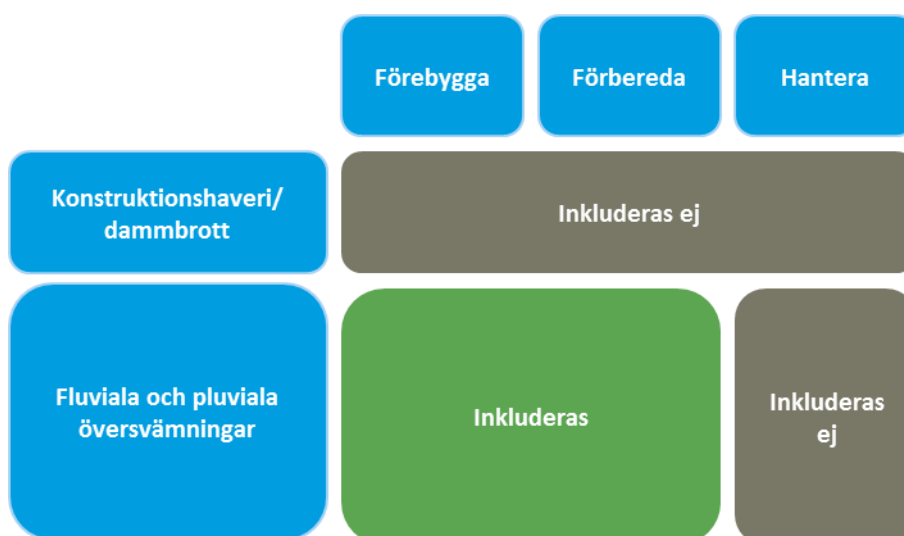 Förebygga
Förbereda
Hantera
Konstruktionshaveri/
dammbrott
Inkluderas ej
Fluviala och pluviala
översvämningar
Inkluderas
Inkluderas
ej